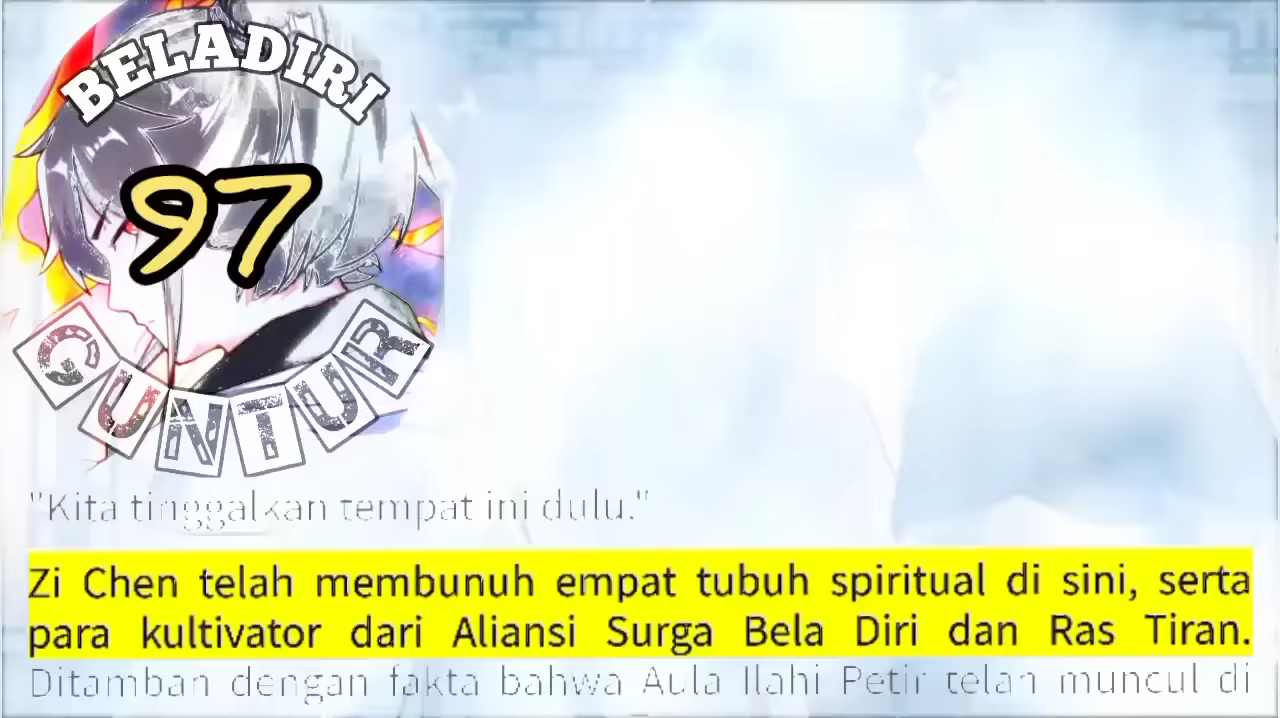 BELADIRI
97
GUNTUR
"Kita tinggalkan tempat ini dulu."
Zi Chen telah membunuh empat tubuh spiritual di sini, serta
para kultivator dari Aliansi Surga Bela Diri dan Ras Tiran.
Ditambah dengan fakta bahwa Aula Ilahi Petir telah muncul di